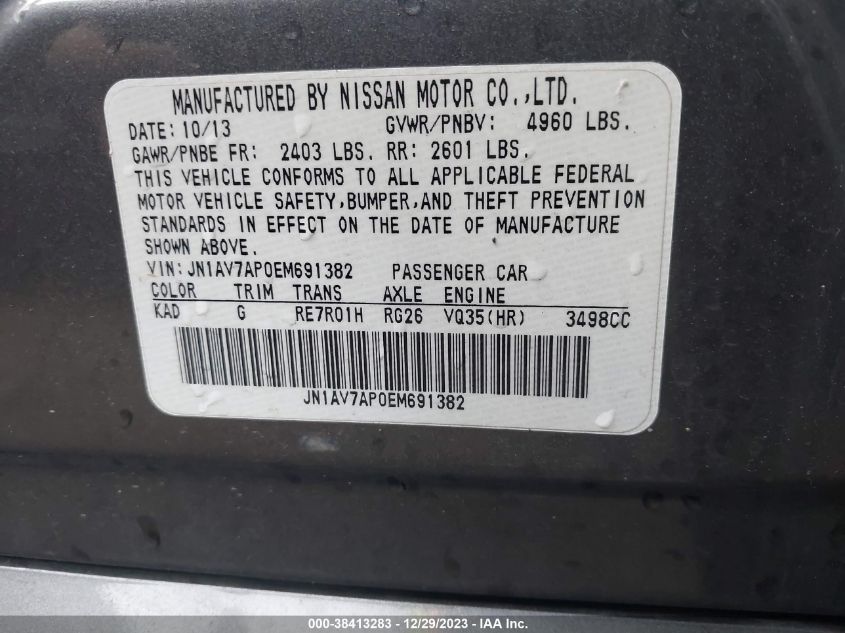 MANUFACTURED BY NISSAN MOTOR CO.,LTD.
DATE: 10/13 GVWR/PNBV: 4960 LBS.
GAWR/PNBE FR: 2403 LBS. RR: 2601 LBS.
THIS VEHICLE CONFORMS TO ALL APPLICABLE FEDERAL
MOTOR VEHICLE SAFETY,BUMPER,AND THEFT PREVENTION
STANDARDS IN EFFECT ON THE DATE OF MANUFACTURE
SHOWN ABOVE.
VIN: JN1AV7AP0EM691382 PASSENGER CAR
COLOR TRIM TRANS AXLE ENGINE
KAD G RE7R01H RG26 VQ35(HR) 3498CC
JN1AV7AP0EM691382
000-38413283 - 12/29/2023 - IAA Inc.